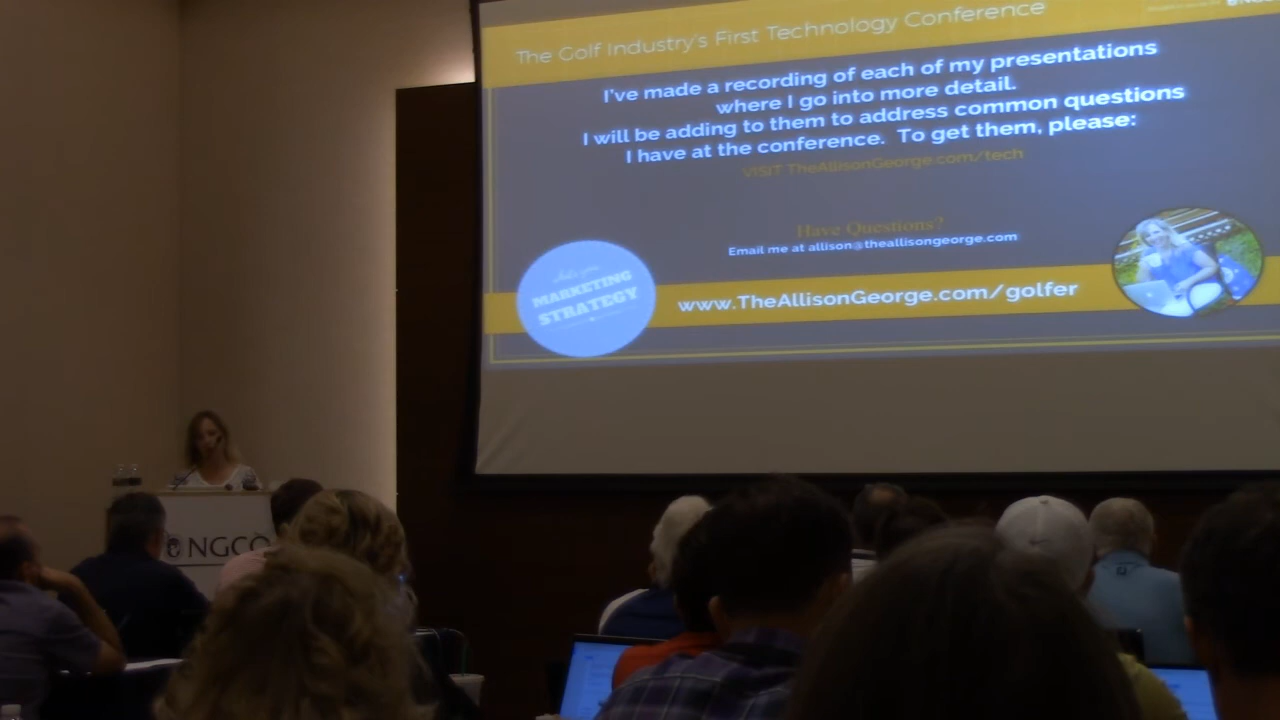 The Golf Industry's First Technology Conference
I've made a recording of each of my presentations
where I go into more detail.
I will be adding to them to address common questions
I have at the conference. To get them, please:
VISIT TheAllisonGeorge.com/tech
Have Questions?
Email me at allison@theallisongeorge.com
MARKETING
STRATEGY
www.TheAllisonGeorge.com/golfer
NGCO